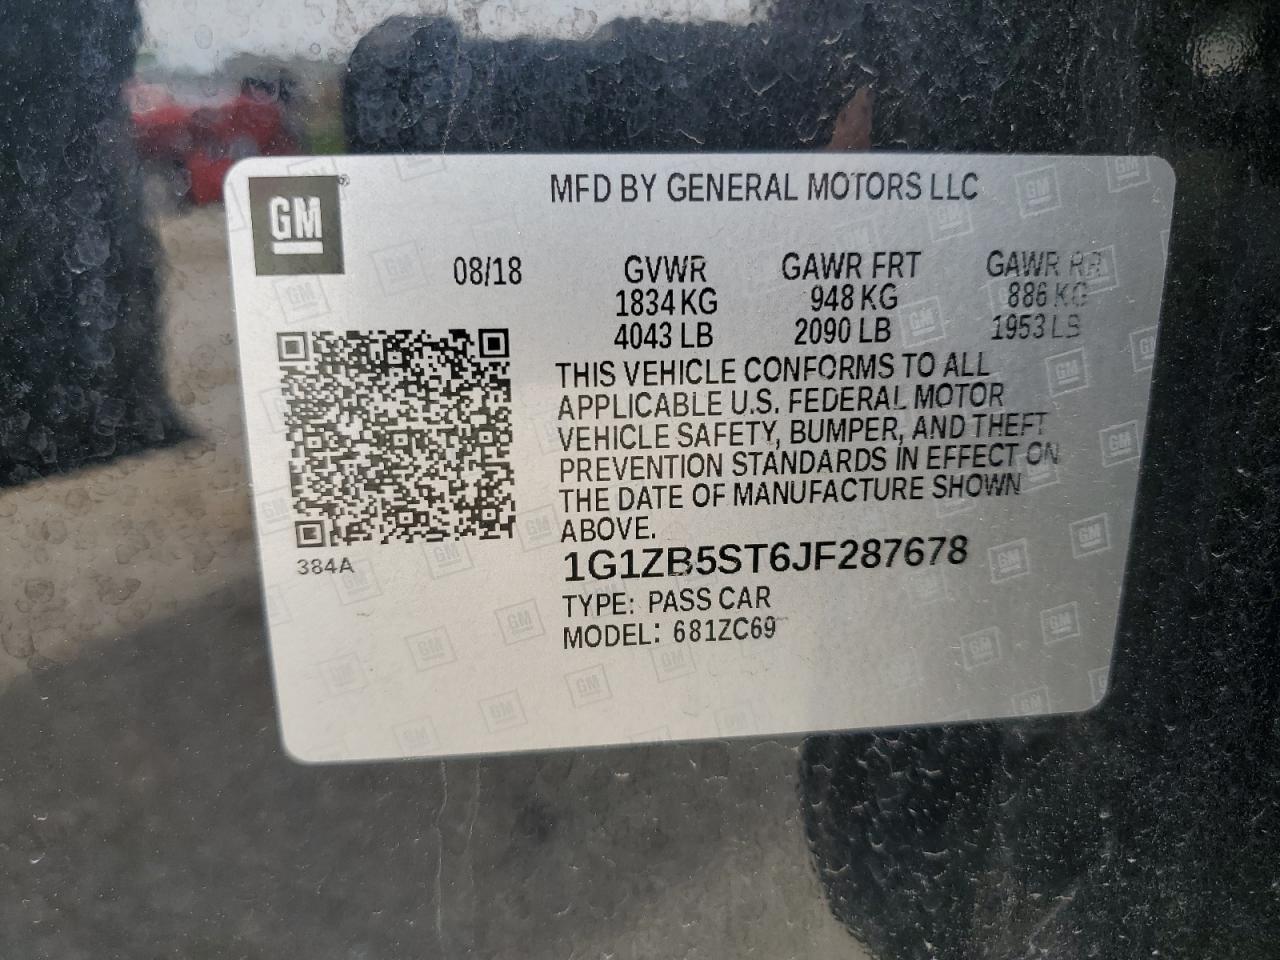 GM®
MFD BY GENERAL MOTORS LLC
08/18 GVWR GAWR FRT GAWR RR
1834 KG 948 KG 886 KG
4043 LB 2090 LB 1953 LB
THIS VEHICLE CONFORMS TO ALL
APPLICABLE U.S. FEDERAL MOTOR
VEHICLE SAFETY, BUMPER, AND THEFT
PREVENTION STANDARDS IN EFFECT ON
THE DATE OF MANUFACTURE SHOWN
ABOVE.
384A
1G1ZB5ST6JF287678
TYPE: PASS CAR
MODEL: 681ZC69